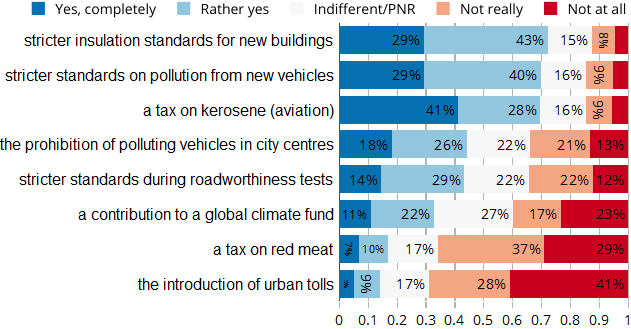 Yes, completely Rather yes Indifferent/PNR Not really Not at all
stricter insulation standards for new buildings 29% 43% 15% 8%
stricter standards on pollution from new vehicles 29% 40% 16% 9%
a tax on kerosene (aviation) 41% 28% 16% 9%
the prohibition of polluting vehicles in city centres 18% 26% 22% 21% 13%
stricter standards during roadworthiness tests 14% 29% 22% 22% 12%
a contribution to a global climate fund 11% 22% 27% 17% 23%
a tax on red meat 7% 10% 17% 37% 29%
the introduction of urban tolls 9% 17% 28% 41%
0 0.1 0.2 0.3 0.4 0.5 0.6 0.7 0.8 0.9 1